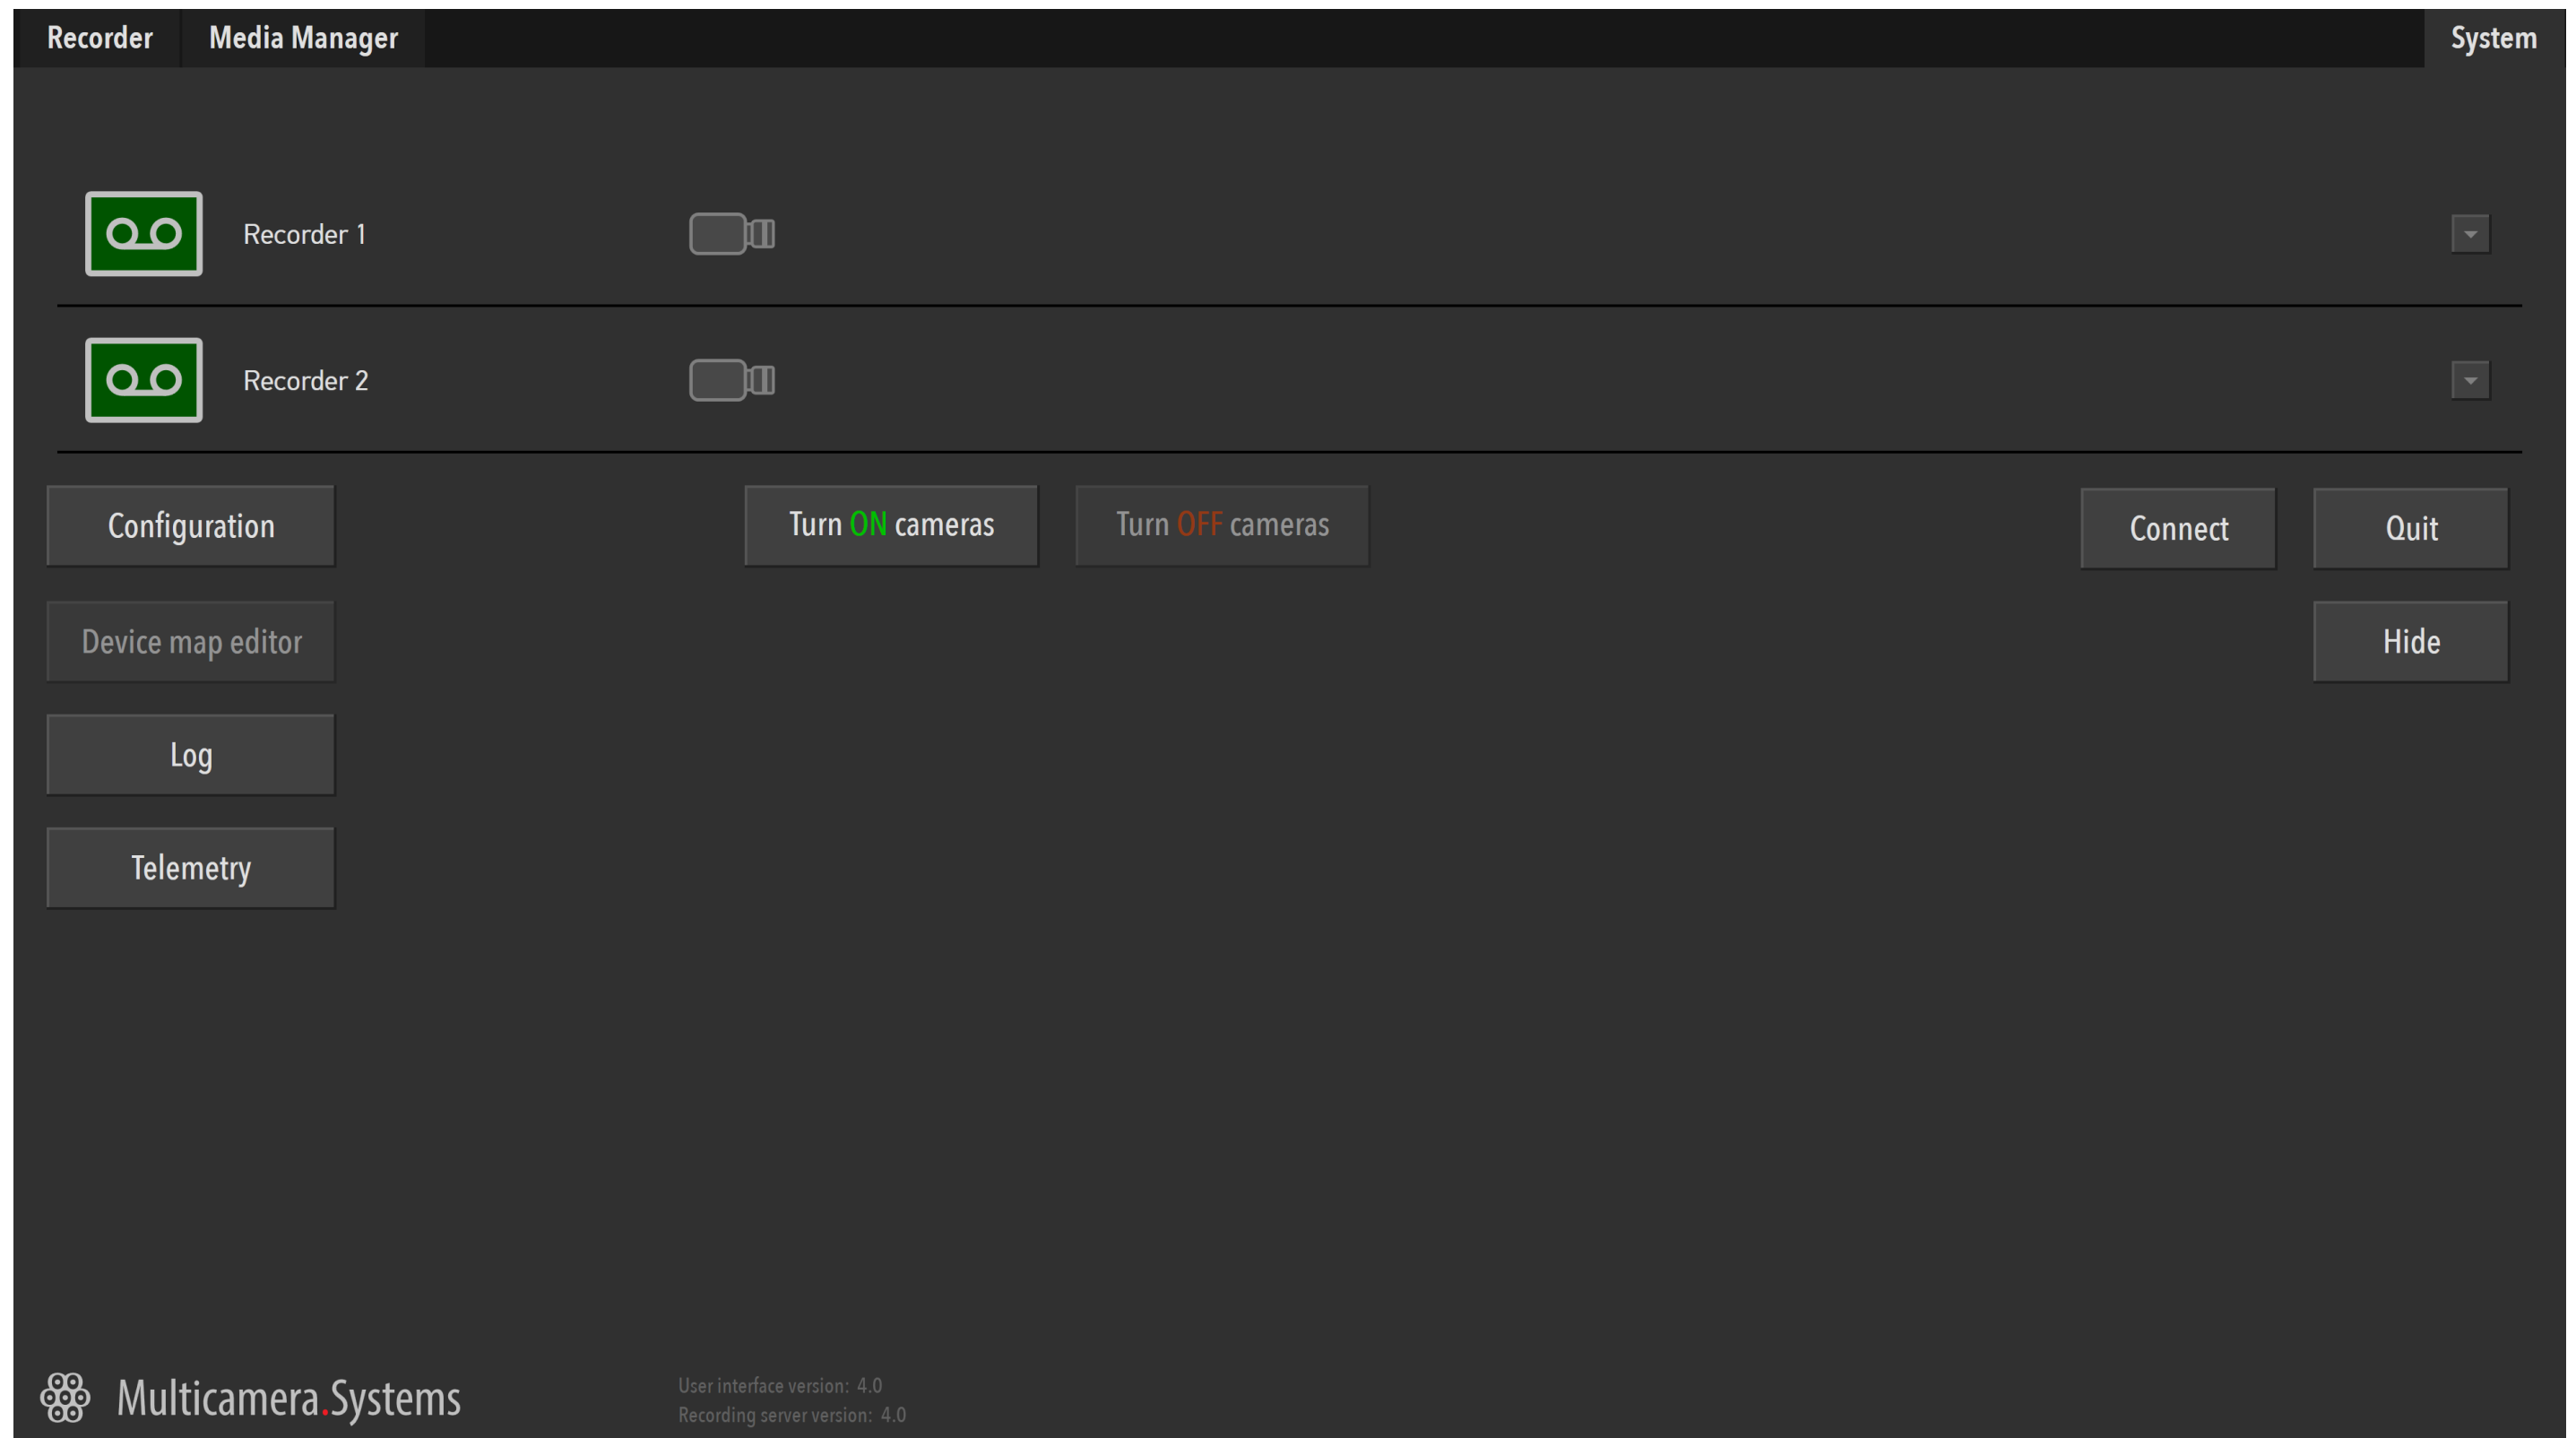 Recorder Media Manager System
Recorder 1
Recorder 2
Configuration Turn ON cameras Turn OFF cameras Connect Quit
Device map editor Hide
Log
Telemetry
Multicamera.Systems
User interface version: 4.0
Recording server version: 4.0